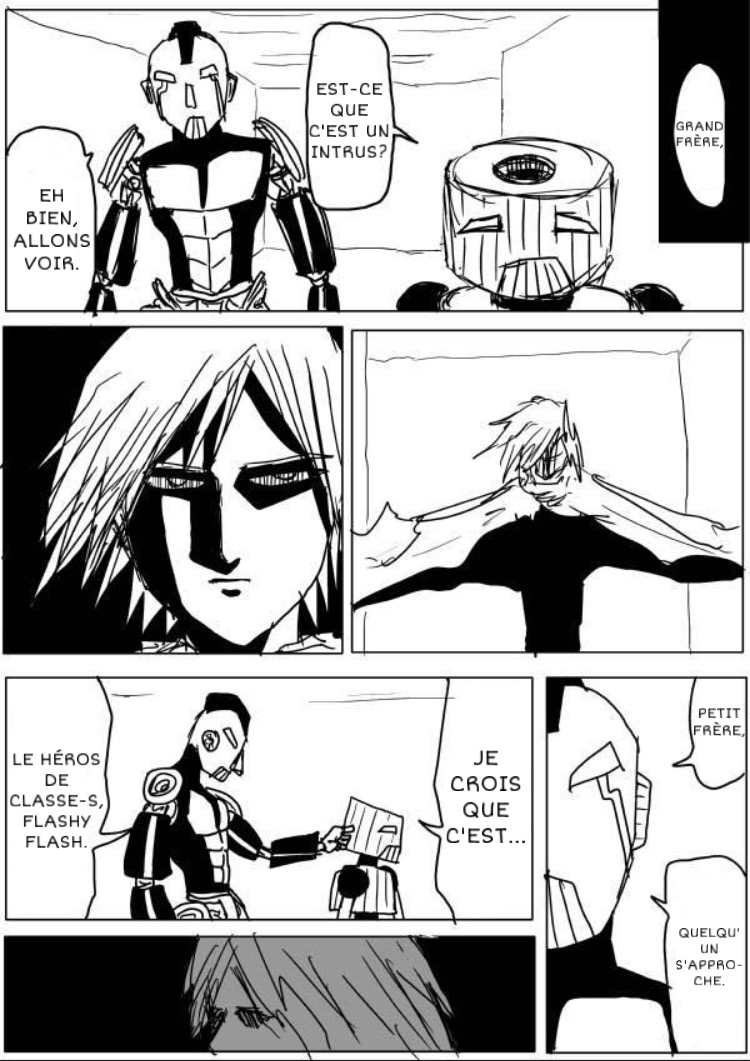 GRAND
FRÈRE,
EST-CE
QUE
C'EST UN
INTRUS?
EH
BIEN,
ALLONS
VOIR.
PETIT
FRÈRE,
QUELQU'
UN
S'APPRO-
CHE.
JE
CROIS
QUE
C'EST...
LE HÉROS
DE
CLASSE-S,
FLASHY
FLASH.